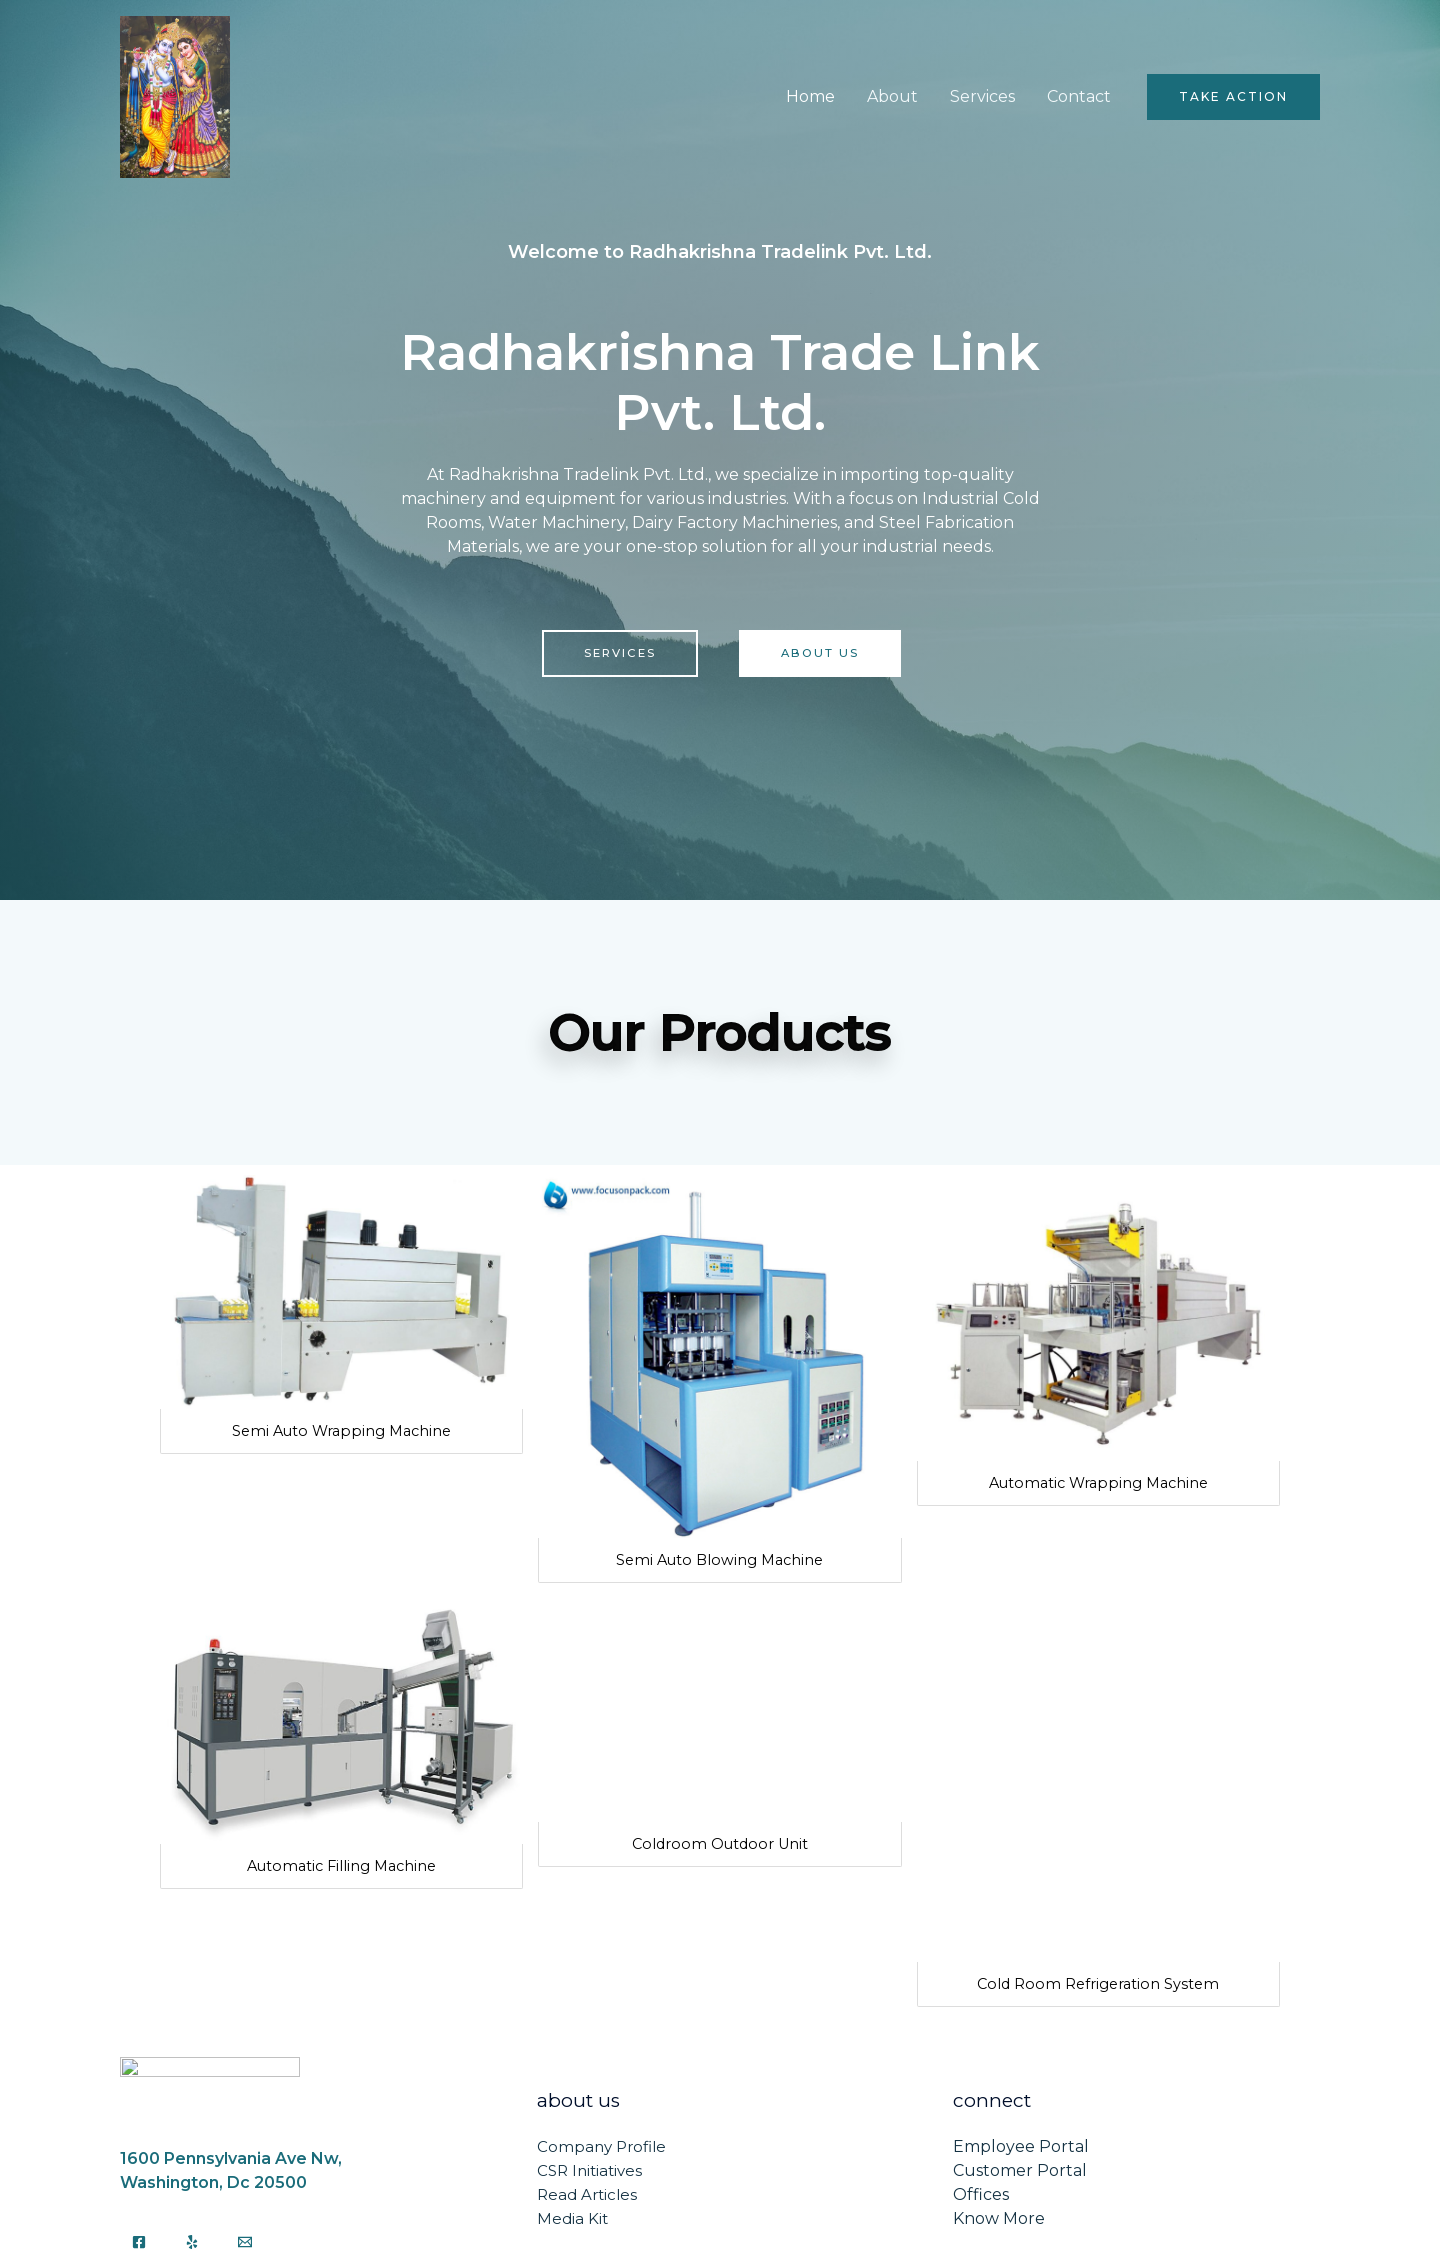 Home About Services Contact TAKE ACTION
Welcome to Radhakrishna Tradelink Pvt. Ltd.
Radhakrishna Trade Link
Pvt. Ltd.
At Radhakrishna Tradelink Pvt. Ltd., we specialize in importing top-quality
machinery and equipment for various industries. With a focus on Industrial Cold
Rooms, Water Machinery, Dairy Factory Machineries, and Steel Fabrication
Materials, we are your one-stop solution for all your industrial needs.
SERVICES ABOUT US
Our Products
www.focusonpack.com
Semi Auto Wrapping Machine
Automatic Wrapping Machine
Semi Auto Blowing Machine
Coldroom Outdoor Unit
Automatic Filling Machine
Cold Room Refrigeration System
1600 Pennsylvania Ave Nw,
Washington, Dc 20500
about us
Company Profile
CSR Initiatives
Read Articles
Media Kit
connect
Employee Portal
Customer Portal
Offices
Know More